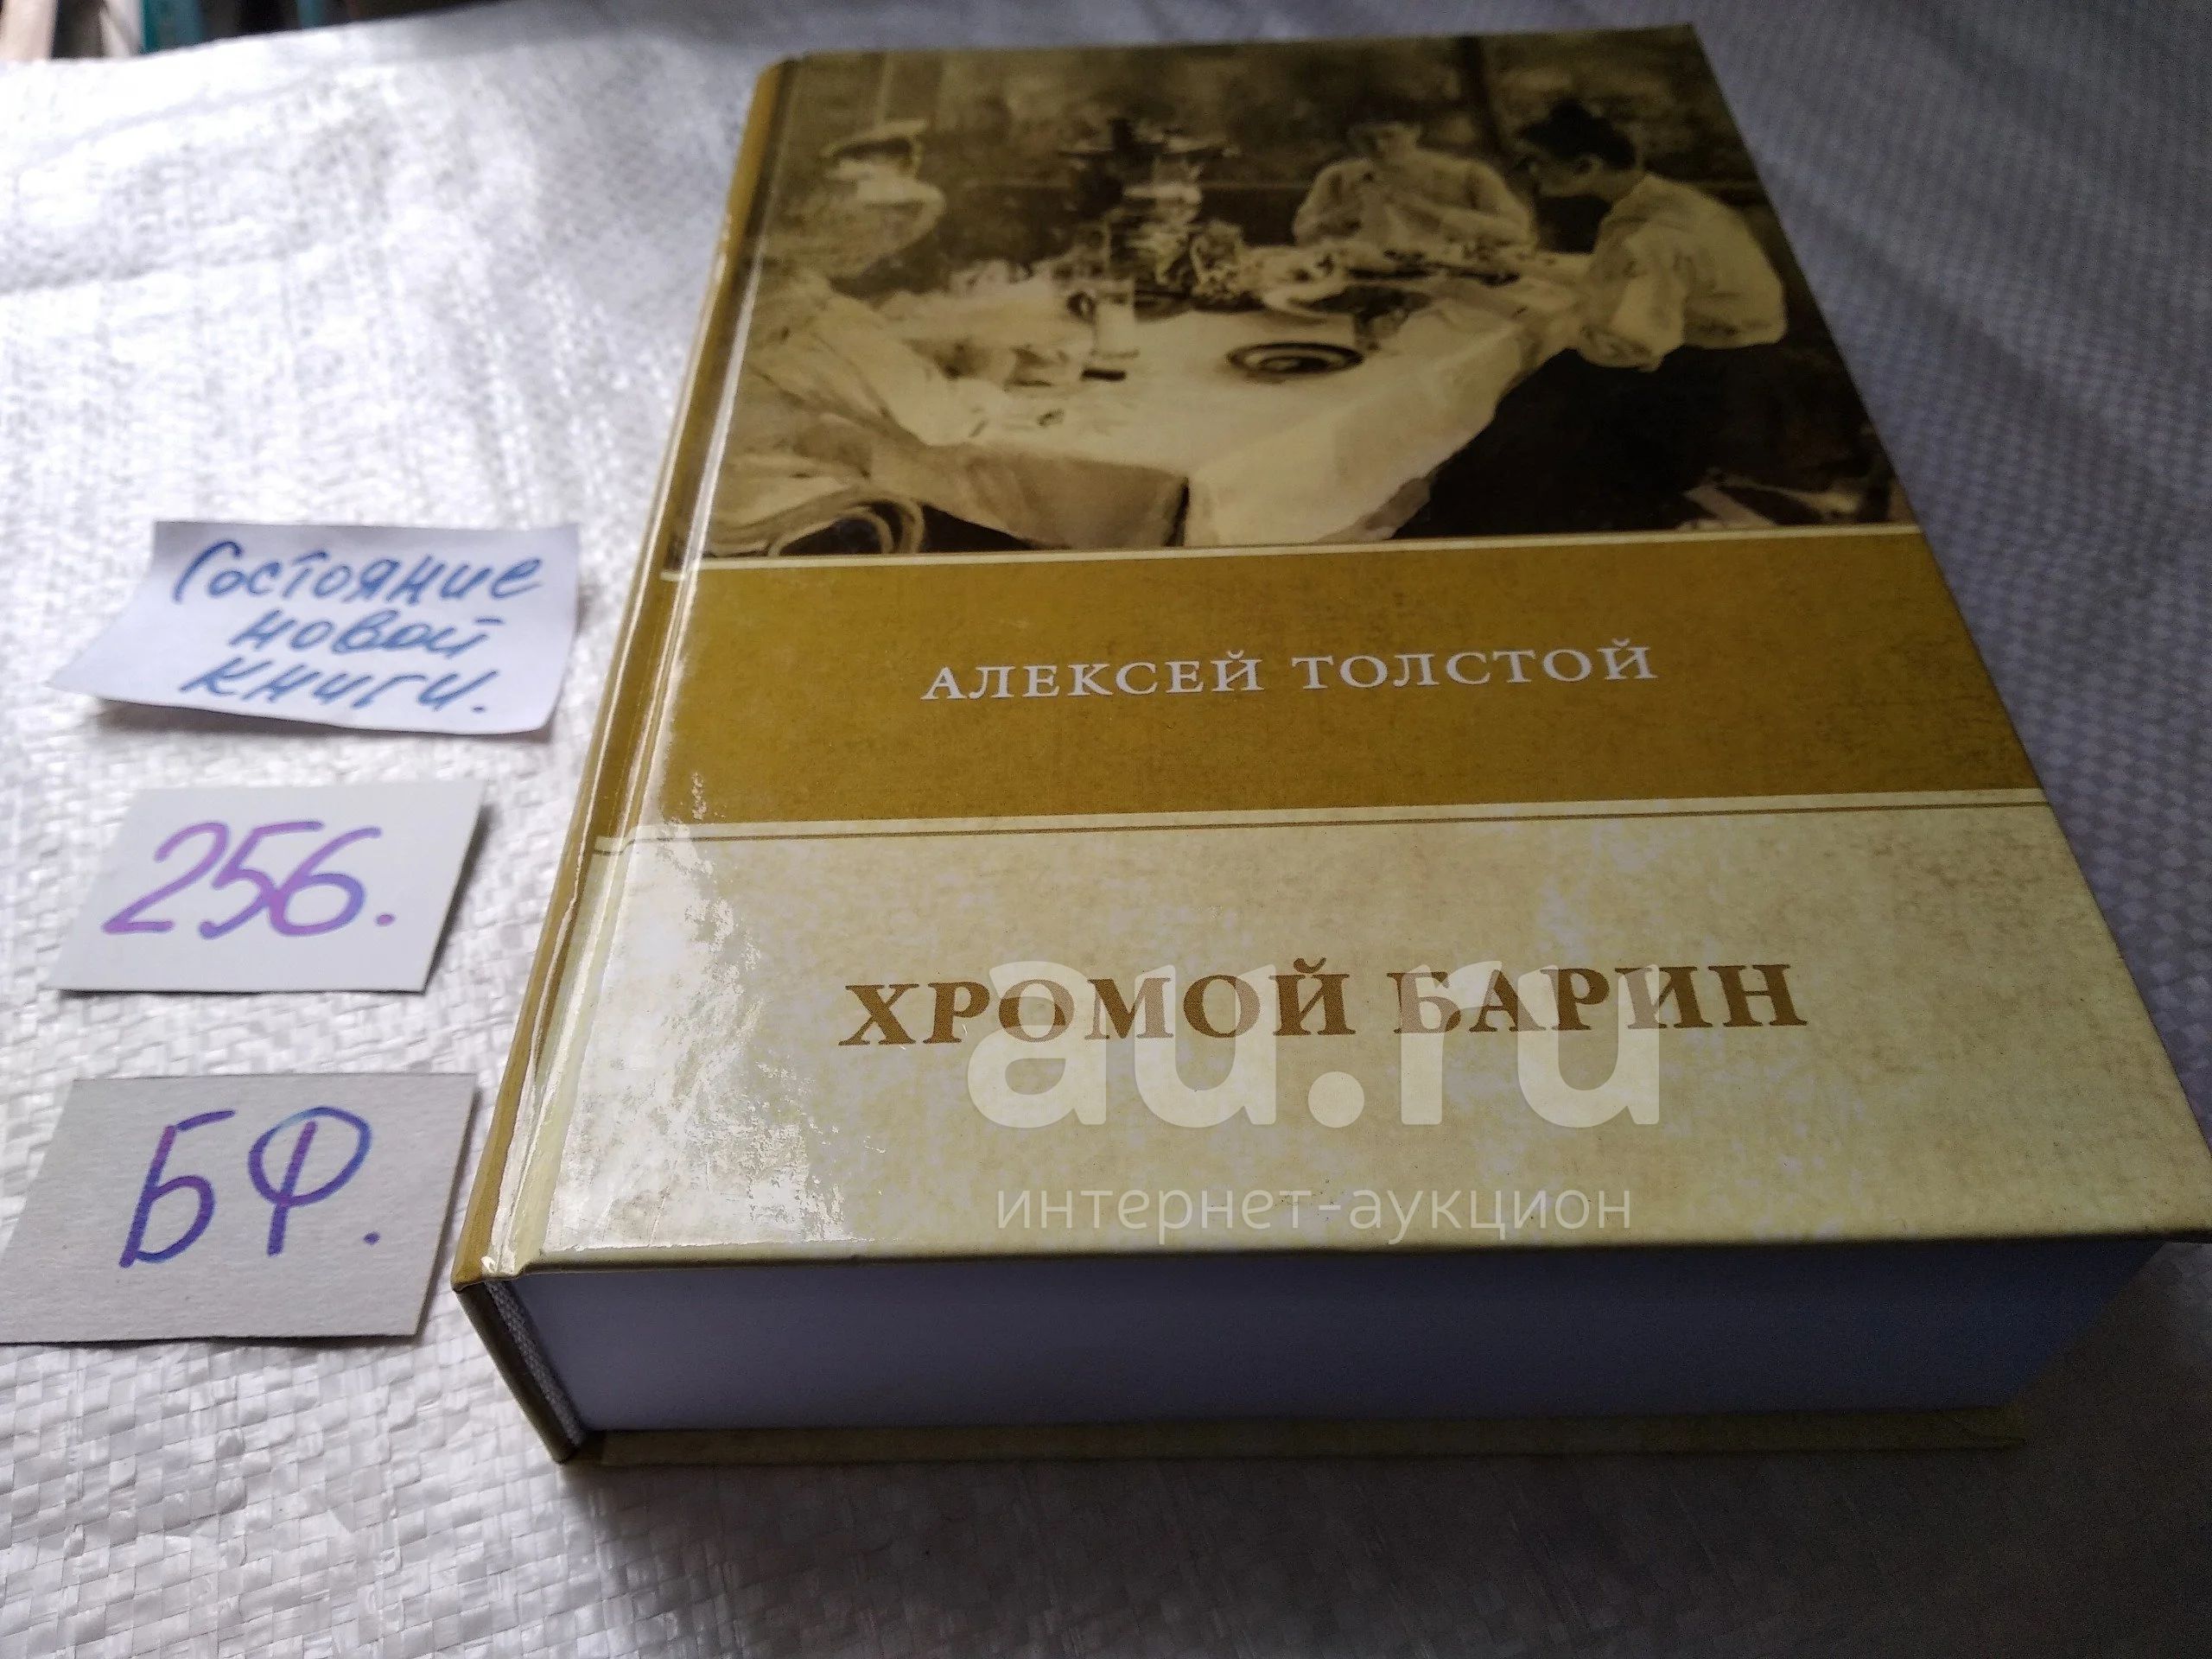 Состояние
новой
книги.
256.
БФ.
АЛЕКСЕЙ ТОЛСТОЙ
ХРОМОЙ БАРИН
au.ru
интернет-аукцион